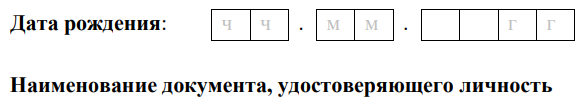 Дата рождения: ч ч . м м . г г
Наименование документа, удостоверяющего личность